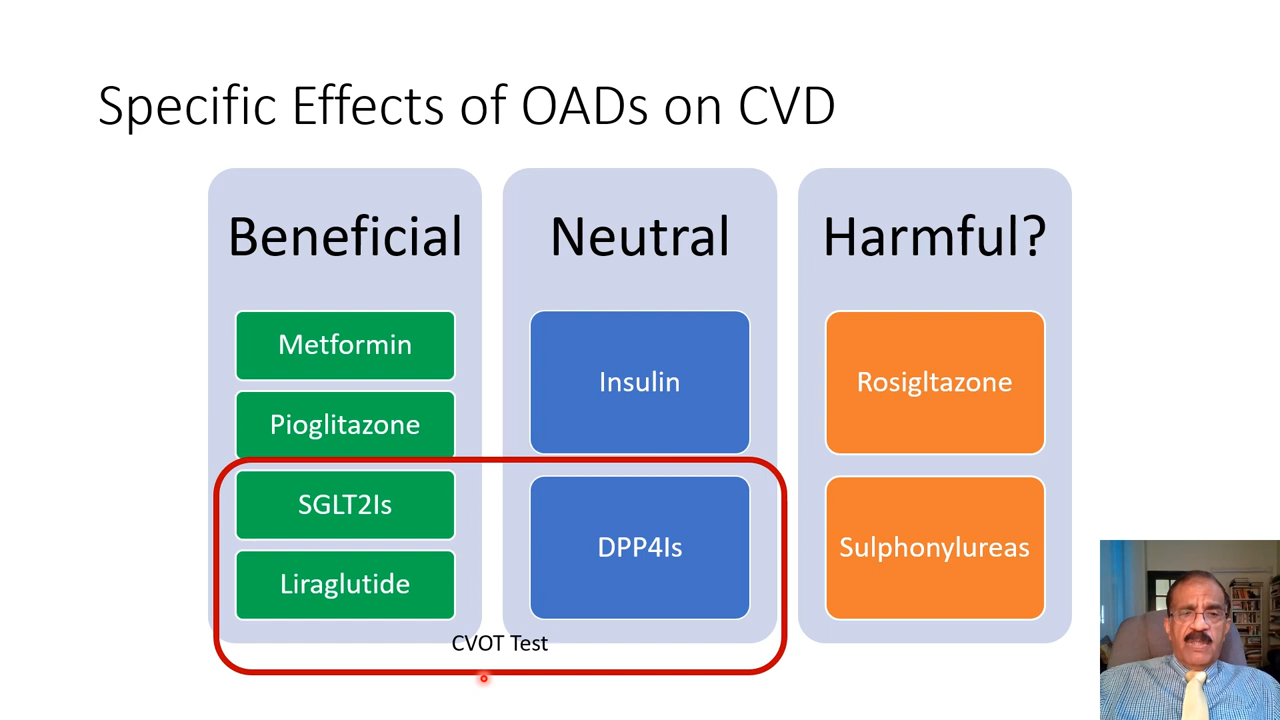 Specific Effects of OADs on CVD
Beneficial
Metformin
Pioglitazone
SGLT2Is
Liraglutide
Neutral
Insulin
DPP4Is
Harmful?
Rosigltazone
Sulphonylureas
CVOT Test